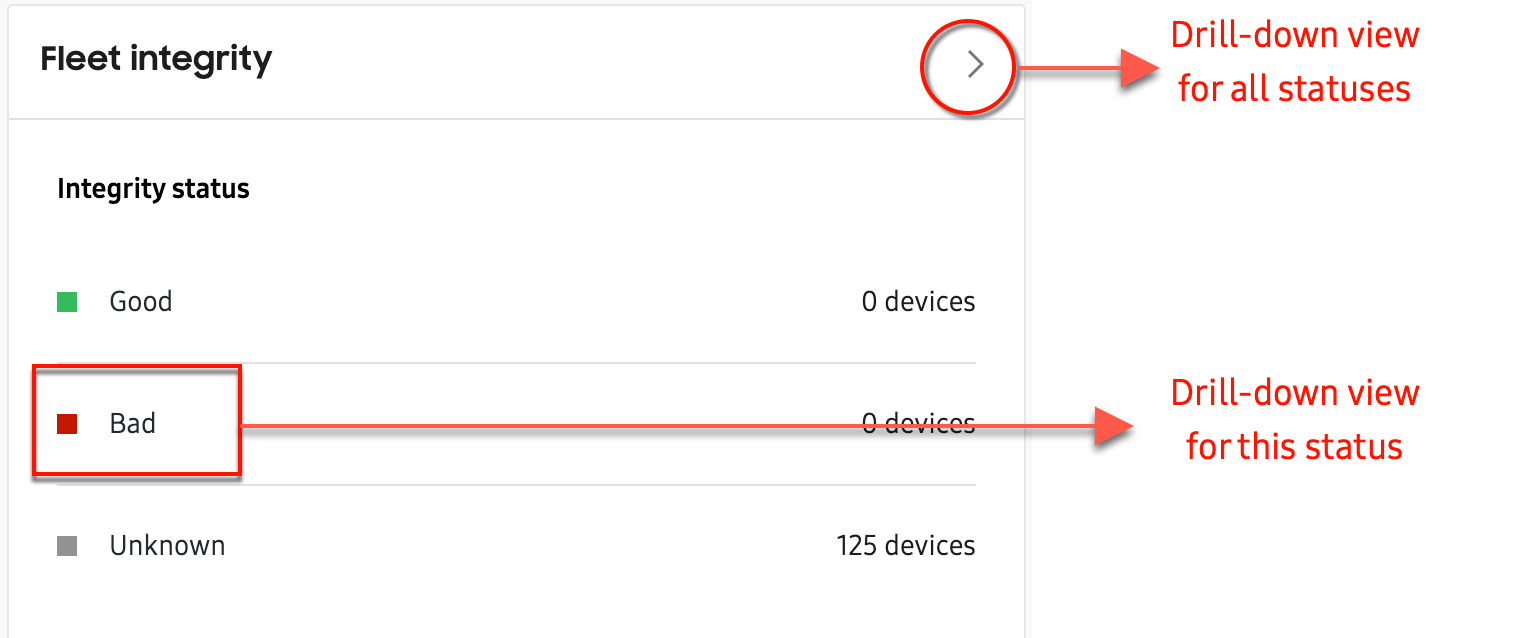 Fleet integrity
Drill-down view
for all statuses
Integrity status
Good 0 devices
Bad 0 devices
Drill-down view
for this status
Unknown 125 devices